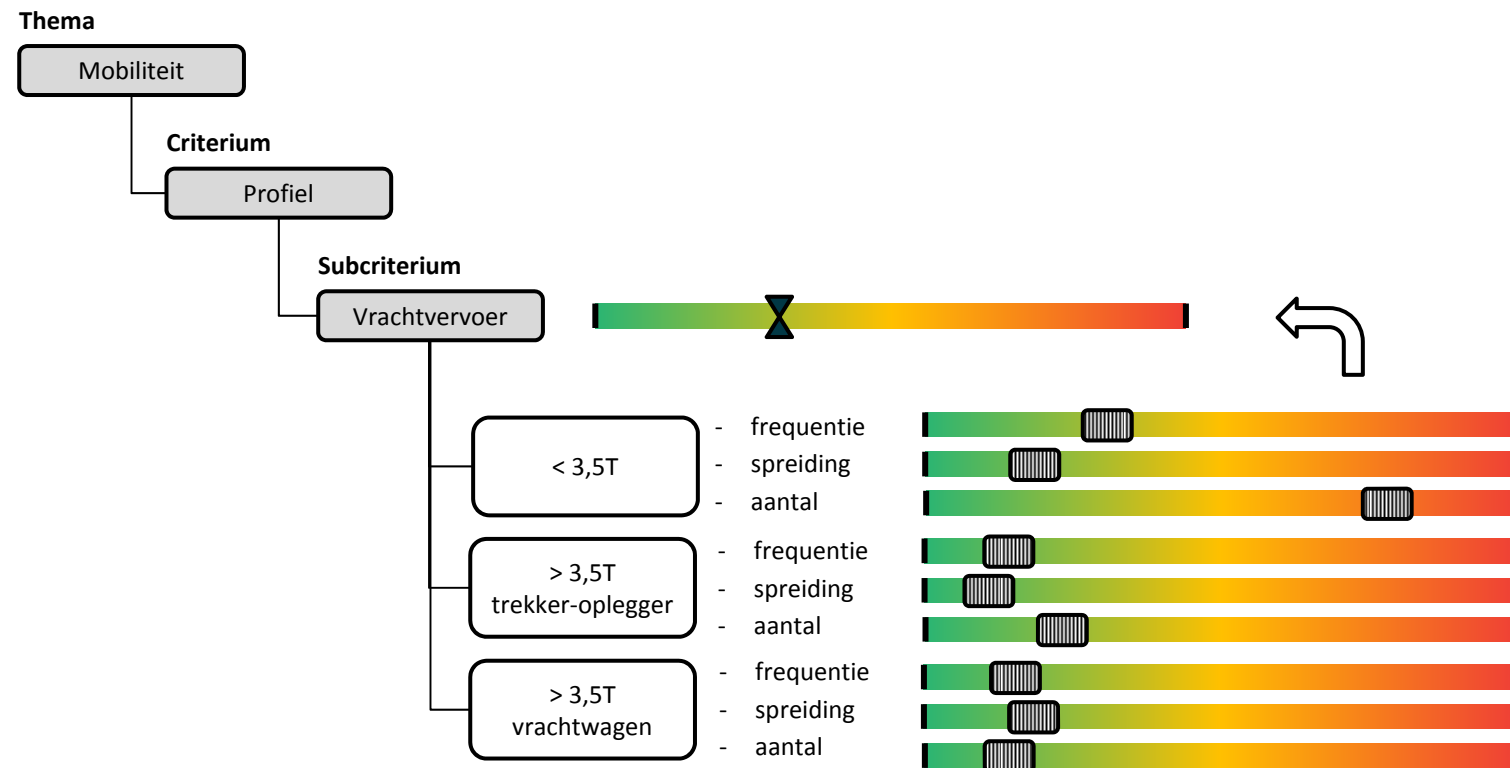 Thema
Mobiliteit
Criterium
Profiel
Subcriterium
Vrachtvervoer
< 3,5T
- frequentie
- spreiding
- aantal
> 3,5T
trekker-oplegger
- frequentie
- spreiding
- aantal
> 3,5T
vrachtwagen
- frequentie
- spreiding
- aantal